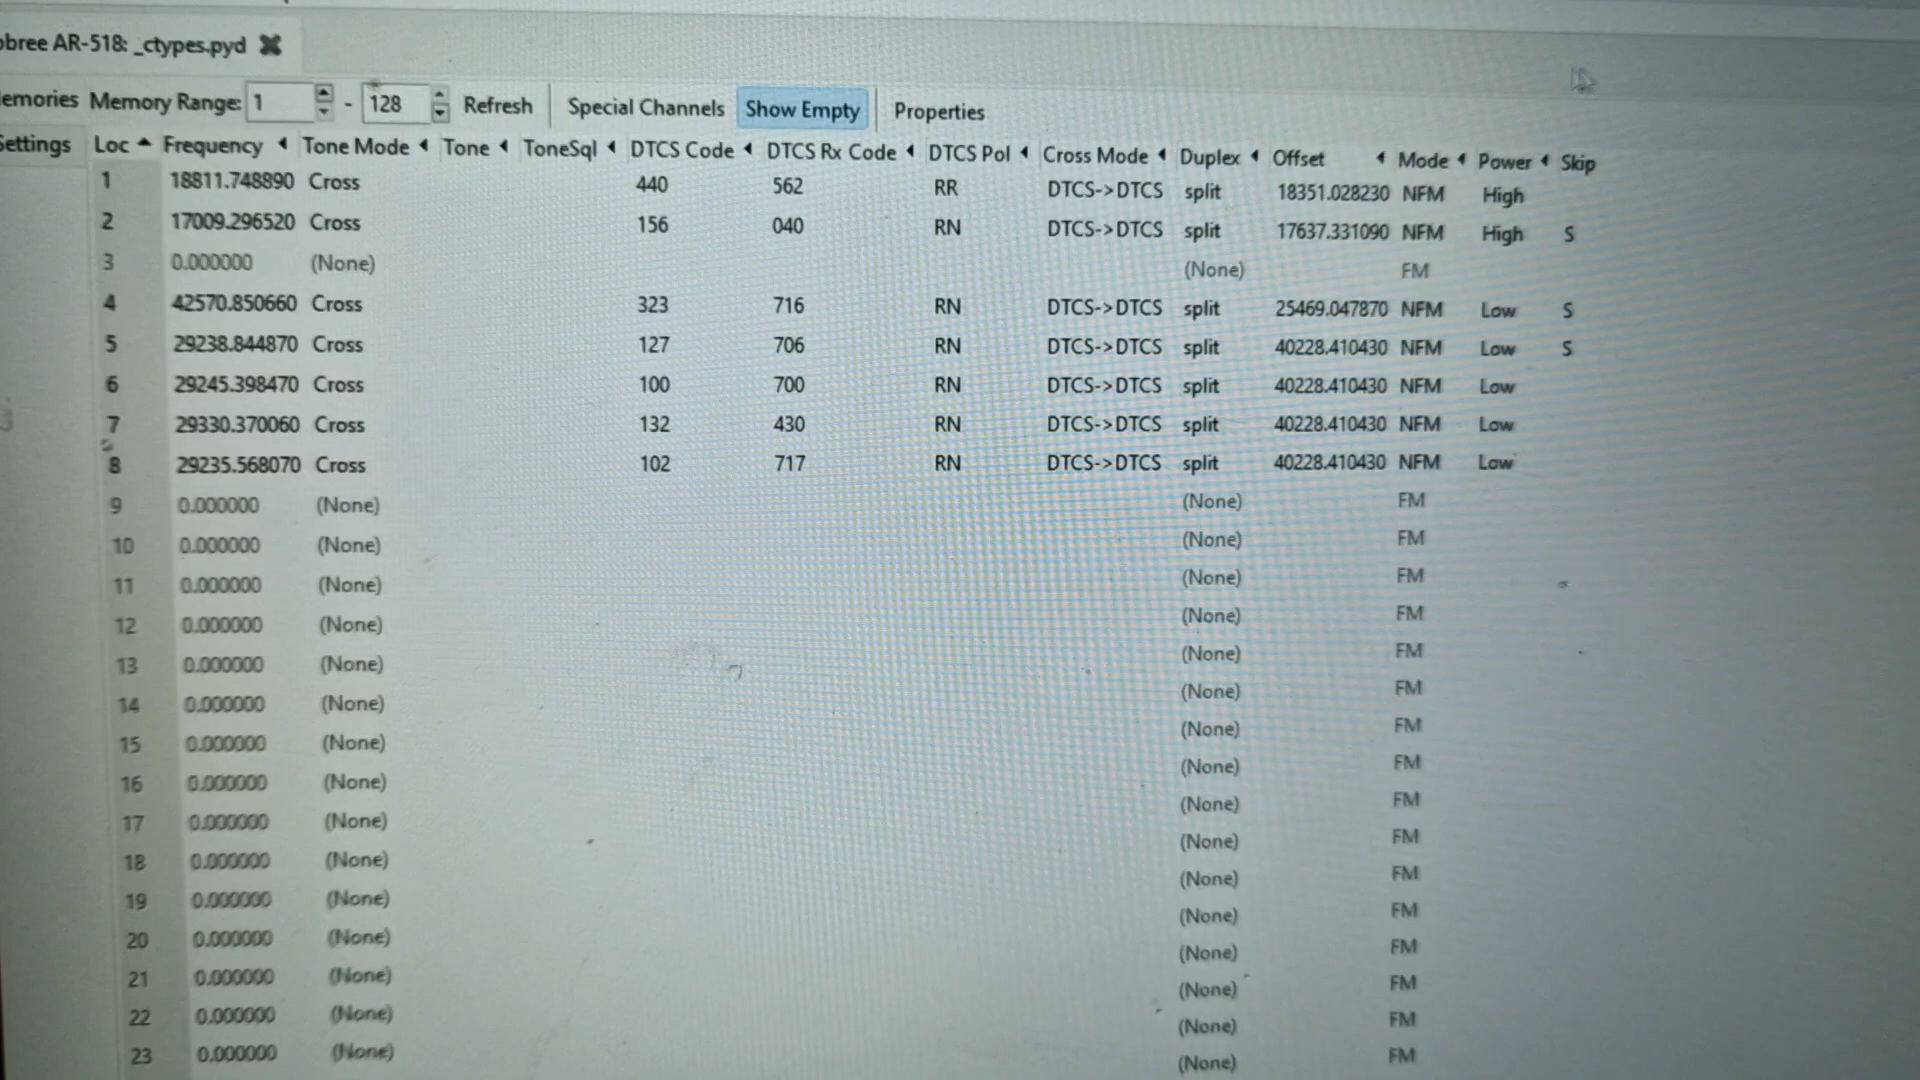 obree AR-518: _ctypes.pyd ✖
emories Memory Range: 1 - 128 Refresh Special Channels Show Empty Properties
Settings Loc Frequency Tone Mode Tone ToneSql DTCS Code DTCS Rx Code DTCS Pol Cross Mode Duplex Offset Mode Power Skip
1 18811.748890 Cross 440 562 RR DTCS->DTCS split 18351.028230 NFM High
2 17009.296520 Cross 156 040 RN DTCS->DTCS split 17637.331090 NFM High S
3 0.000000 (None) (None) FM
4 42570.850660 Cross 323 716 RN DTCS->DTCS split 25469.047870 NFM Low S
5 29238.844870 Cross 127 706 RN DTCS->DTCS split 40228.410430 NFM Low S
6 29245.398470 Cross 100 700 RN DTCS->DTCS split 40228.410430 NFM Low
7 29330.370060 Cross 132 430 RN DTCS->DTCS split 40228.410430 NFM Low
8 29235.568070 Cross 102 717 RN DTCS->DTCS split 40228.410430 NFM Low
9 0.000000 (None) (None) FM
10 0.000000 (None) (None) FM
11 0.000000 (None) (None) FM
12 0.000000 (None) (None) FM
13 0.000000 (None) (None) FM
14 0.000000 (None) (None) FM
15 0.000000 (None) (None) FM
16 0.000000 (None) (None) FM
17 0.000000 (None) (None) FM
18 0.000000 (None) (None) FM
19 0.000000 (None) (None) FM
20 0.000000 (None) (None) FM
21 0.000000 (None) (None) FM
22 0.000000 (None) (None) FM
23 0.000000 (None) (None) FM